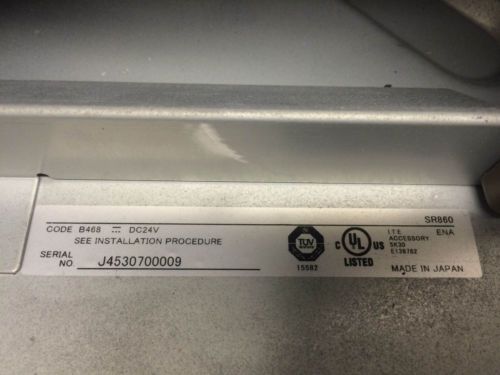 SR860
CODE B468 ⎓ DC24V
SEE INSTALLATION PROCEDURE
SERIAL NO. J4530700009
TUV
15582
C UL US
LISTED
I.T.E. ENA
ACCESSORY
5K30
E136782
MADE IN JAPAN